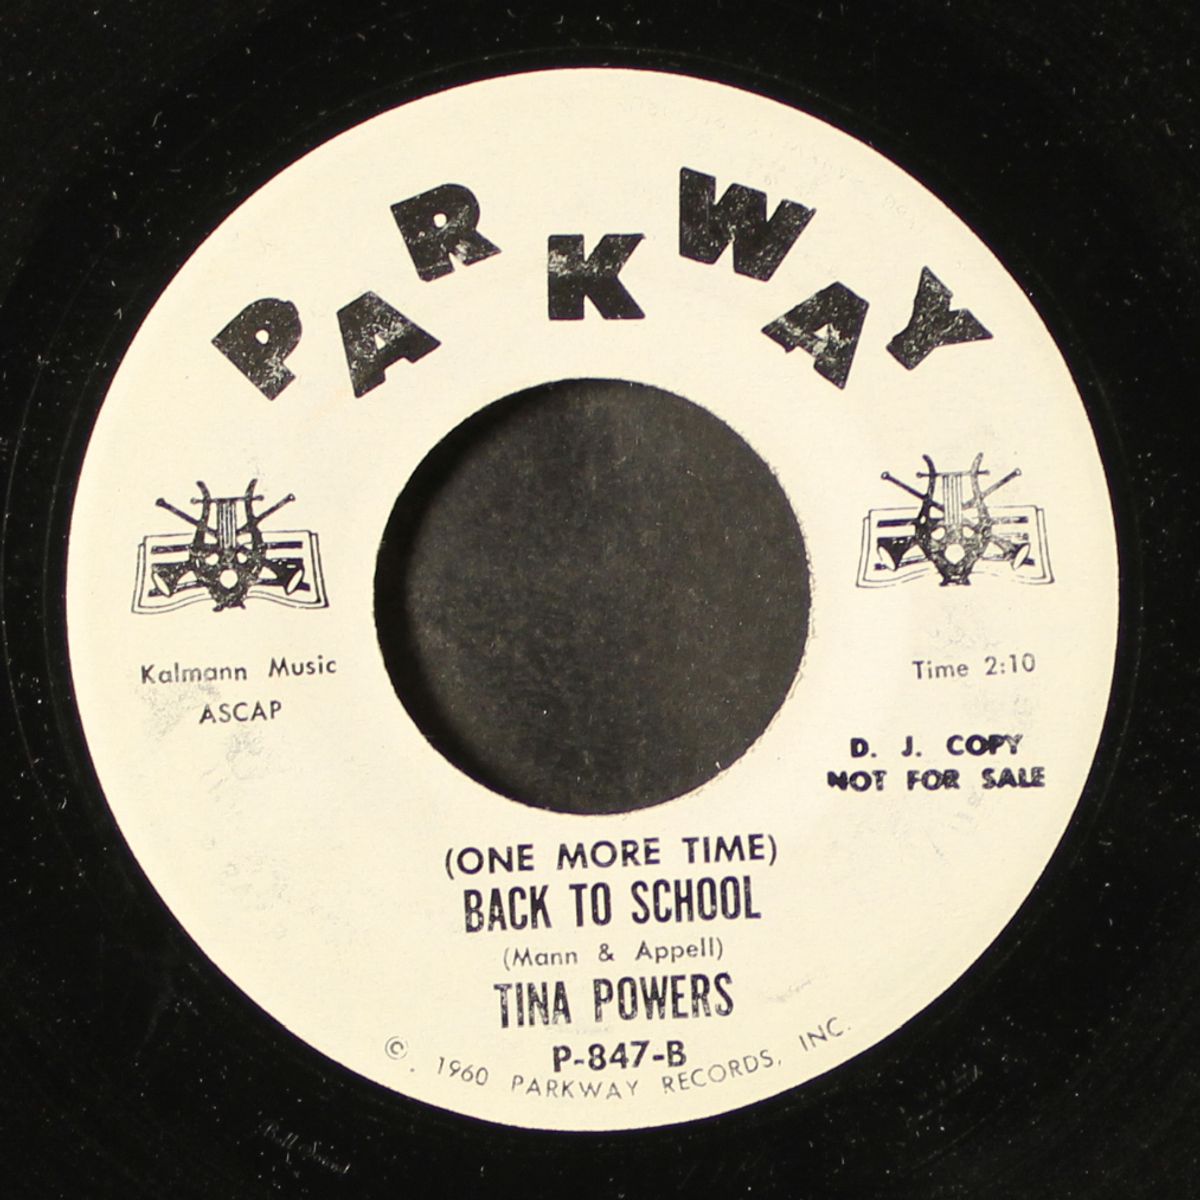 PARKWAY
Kalmann Music
ASCAP
Time 2:10
D. J. COPY
NOT FOR SALE
(ONE MORE TIME)
BACK TO SCHOOL
(Mann & Appell)
TINA POWERS
P-847-B
©. 1960 PARKWAY RECORDS, INC.